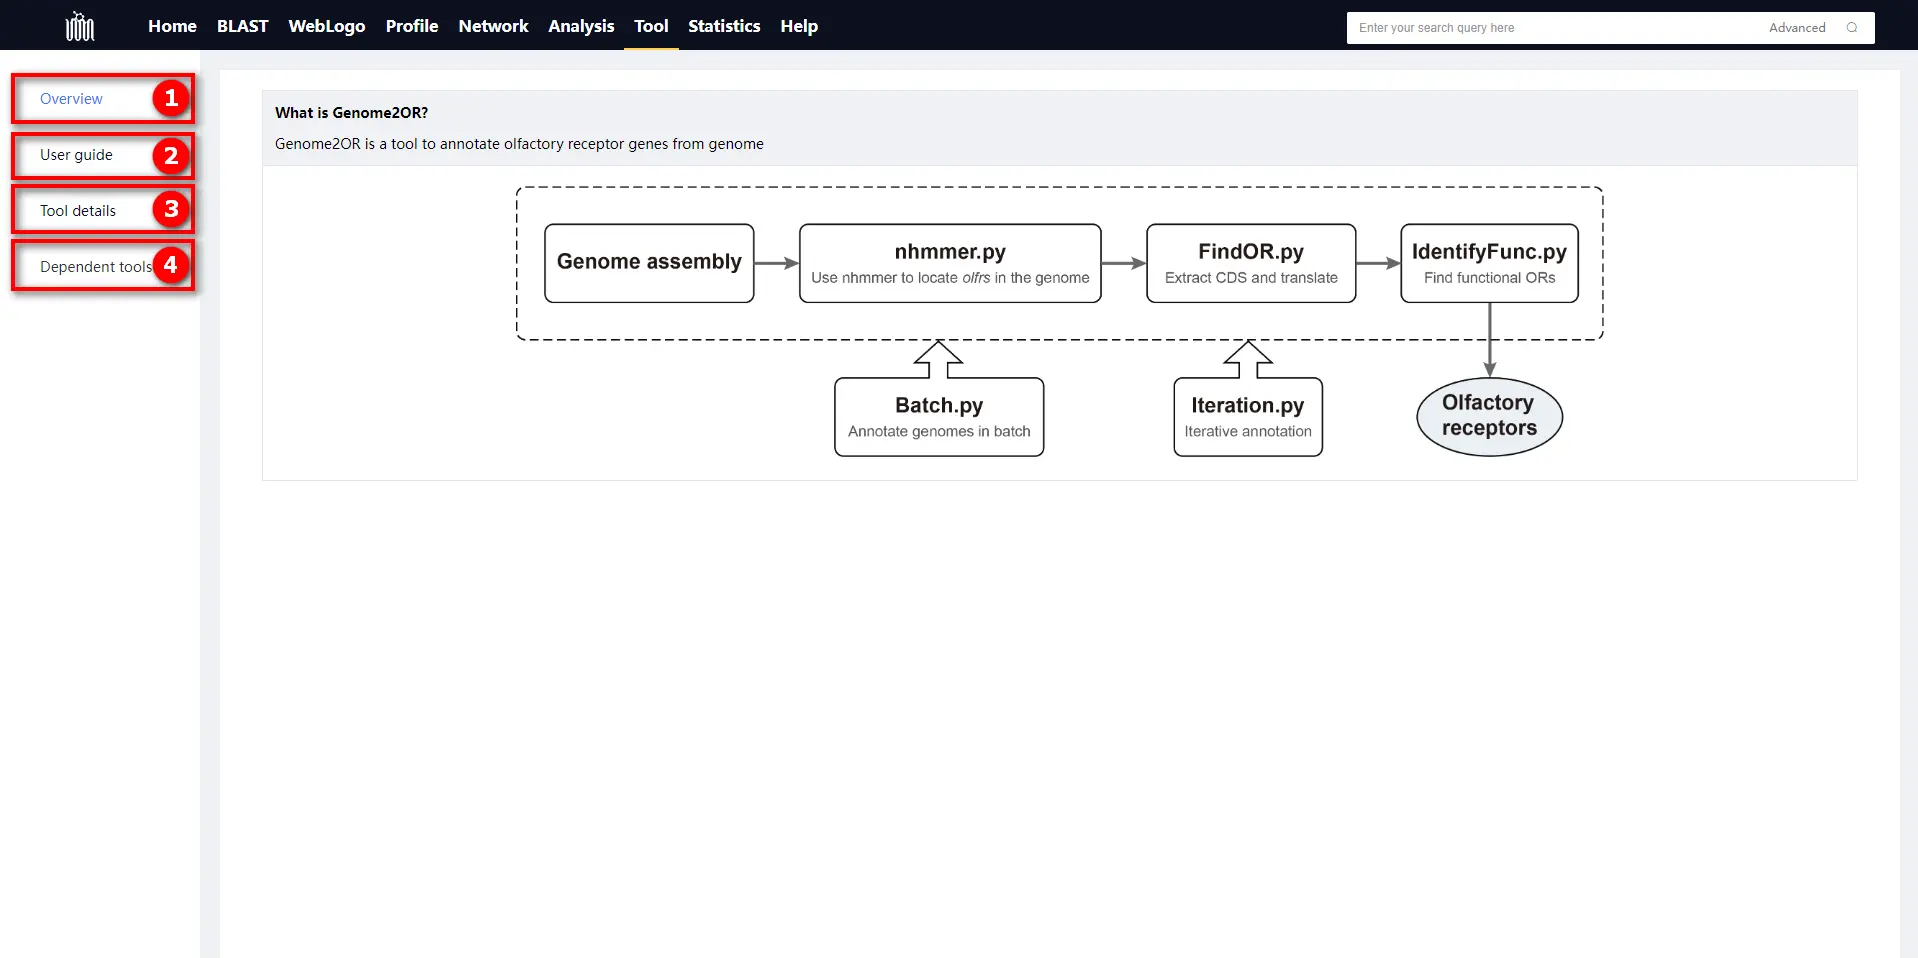 Home BLAST WebLogo Profile Network Analysis Tool Statistics Help
Enter your search query here Advanced
Overview 1
User guide 2
Tool details 3
Dependent tools 4
What is Genome2OR?
Genome2OR is a tool to annotate olfactory receptor genes from genome
Genome assembly
nhmmer.py
Use nhmmer to locate olfrs in the genome
FindOR.py
Extract CDS and translate
IdentifyFunc.py
Find functional ORs
Batch.py
Annotate genomes in batch
Iteration.py
Iterative annotation
Olfactory
receptors